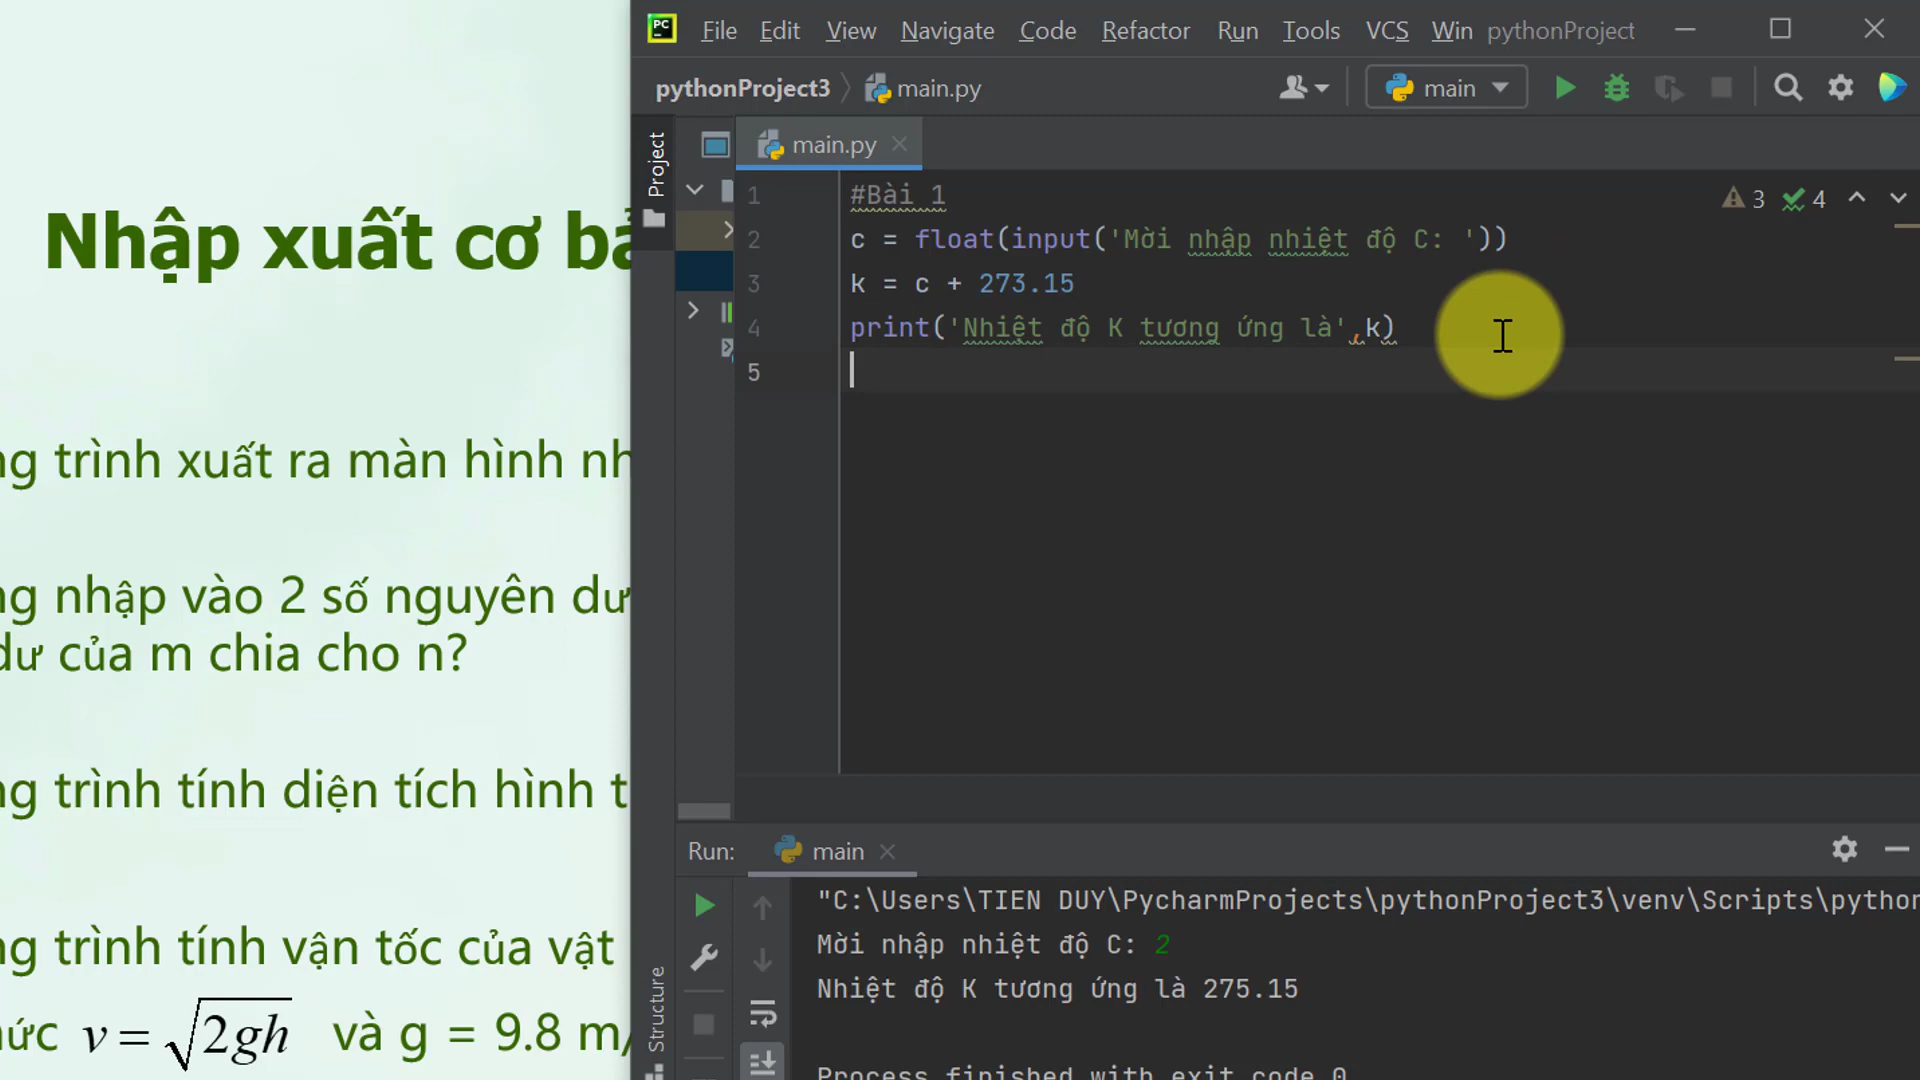 Nhập xuất cơ bả
ng trình xuất ra màn hình nh
ng nhập vào 2 số nguyên dư
dư của m chia cho n?
ng trình tính diện tích hình t
ng trình tính vận tốc của vật
ức v = √2gh và g = 9.8 m/
PC File Edit View Navigate Code Refactor Run Tools VCS Win pythonProject
pythonProject3 main.py main
Project
main.py
3 4
1 #Bài 1
2 c = float(input('Mời nhập nhiệt độ C: '))
3 k = c + 273.15
4 print('Nhiệt độ K tương ứng là',k)
5
Run: main
Structure
"C:\Users\TIEN DUY\PycharmProjects\pythonProject3\venv\Scripts\python
Mời nhập nhiệt độ C: 2
Nhiệt độ K tương ứng là 275.15
Process finished with exit code 0